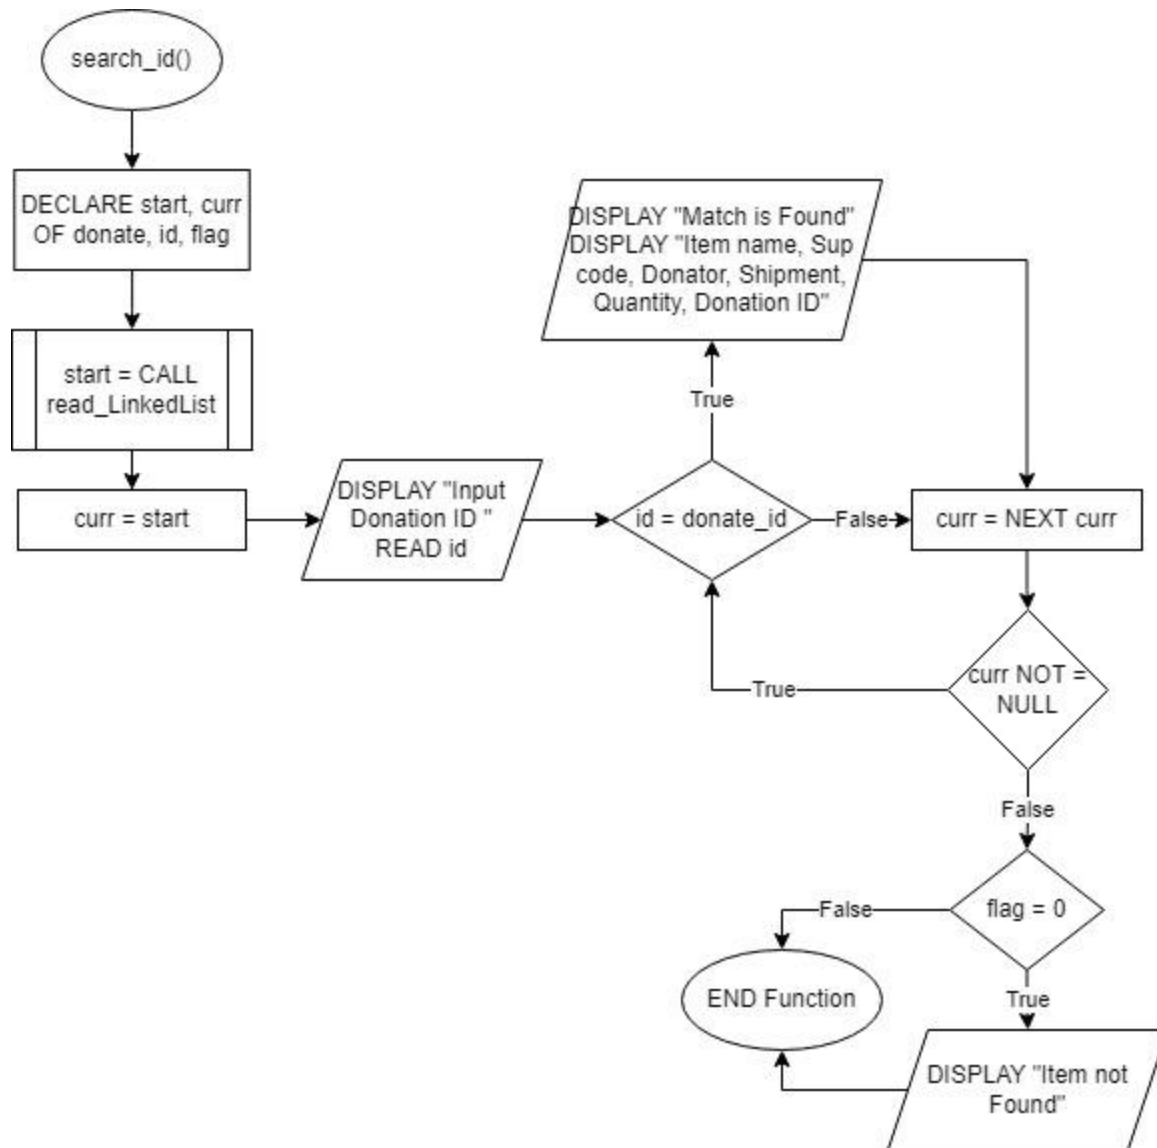 search_id()
DECLARE start, curr
OF donate, id, flag
start = CALL
read_LinkedList
curr = start
DISPLAY "Input
Donation ID "
READ id
id = donate_id
True
DISPLAY "Match is Found"
DISPLAY "Item name, Sup
code, Donator, Shipment,
Quantity, Donation ID"
False
curr = NEXT curr
curr NOT =
NULL
True
False
flag = 0
False
END Function
True
DISPLAY "Item not
Found"